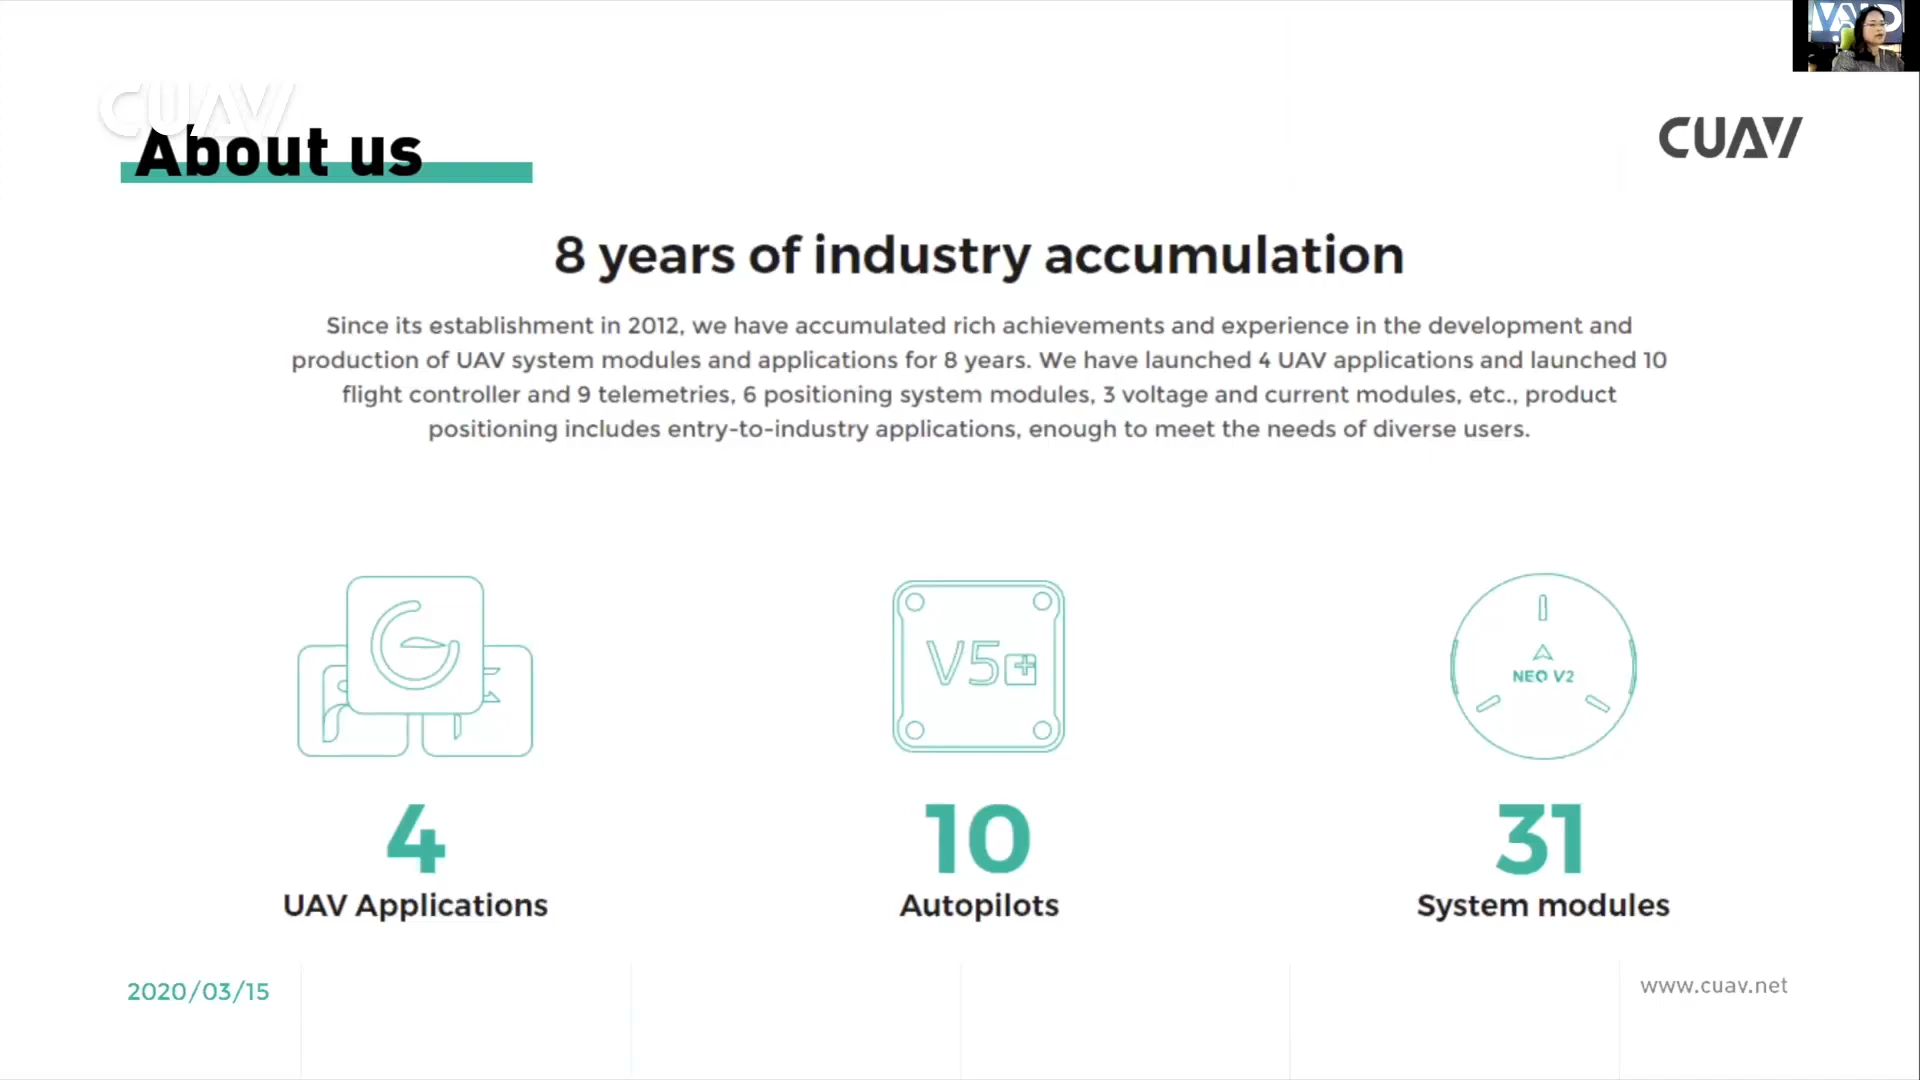 CUAV
About us
CUAV
8 years of industry accumulation
Since its establishment in 2012, we have accumulated rich achievements and experience in the development and
production of UAV system modules and applications for 8 years. We have launched 4 UAV applications and launched 10
flight controller and 9 telemetries, 6 positioning system modules, 3 voltage and current modules, etc., product
positioning includes entry-to-industry applications, enough to meet the needs of diverse users.
V5+
NEO V2
4
UAV Applications
10
Autopilots
31
System modules
2020/03/15
www.cuav.net